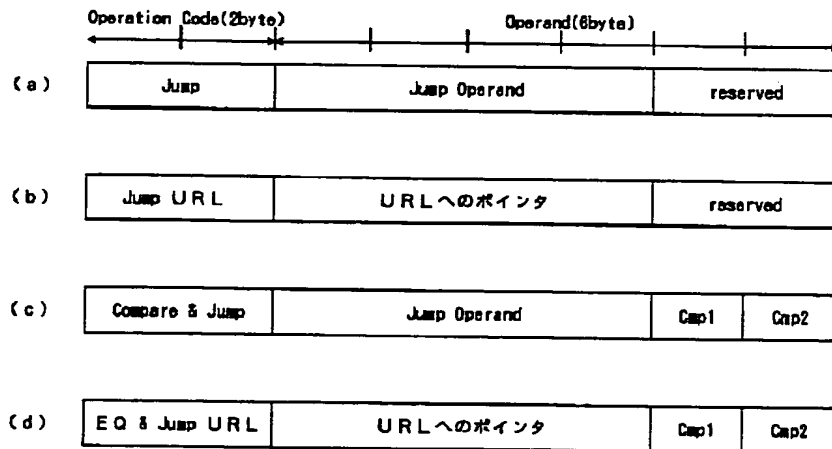 Operation Code(2byte) Operand(6byte)
(a) Jump Jump Operand reserved
(b) Jump URL URLへのポインタ reserved
(c) Compare & Jump Jump Operand Cmp1 Cmp2
(d) EQ & Jump URL URLへのポインタ Cmp1 Cmp2